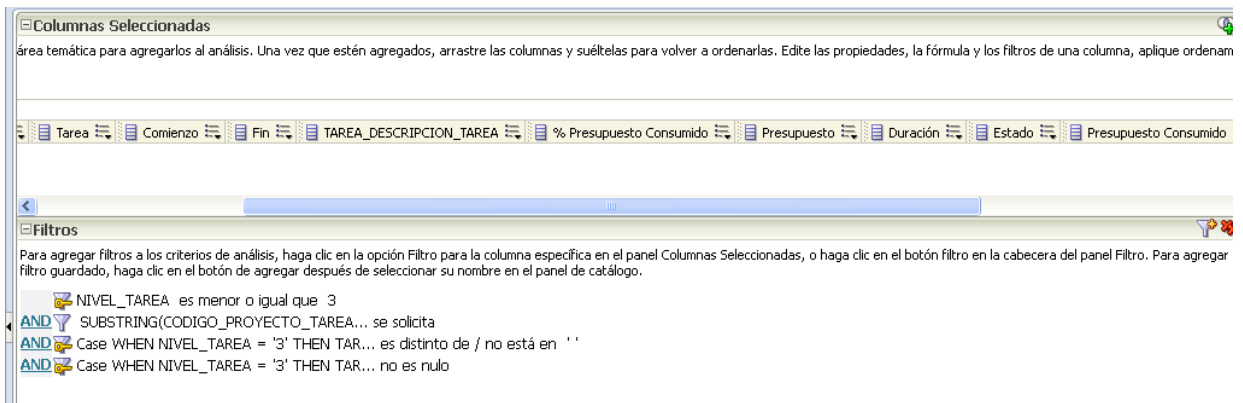 Columnas Seleccionadas
área temática para agregarlos al análisis. Una vez que estén agregados, arrastre las columnas y suéltelas para volver a ordenarlas. Edite las propiedades, la fórmula y los filtros de una columna, aplique ordenam
Tarea Comienzo Fin TAREA_DESCRIPCION_TAREA % Presupuesto Consumido Presupuesto Duración Estado Presupuesto Consumido
Filtros
Para agregar filtros a los criterios de análisis, haga clic en la opción Filtro para la columna específica en el panel Columnas Seleccionadas, o haga clic en el botón filtro en la cabecera del panel Filtro. Para agregar
filtro guardado, haga clic en el botón de agregar después de seleccionar su nombre en el panel de catálogo.
NIVEL_TAREA es menor o igual que 3
AND SUBSTRING(CODIGO_PROYECTO_TAREA... se solicita
AND Case WHEN NIVEL_TAREA = '3' THEN TAR... es distinto de / no está en ' '
AND Case WHEN NIVEL_TAREA = '3' THEN TAR... no es nulo